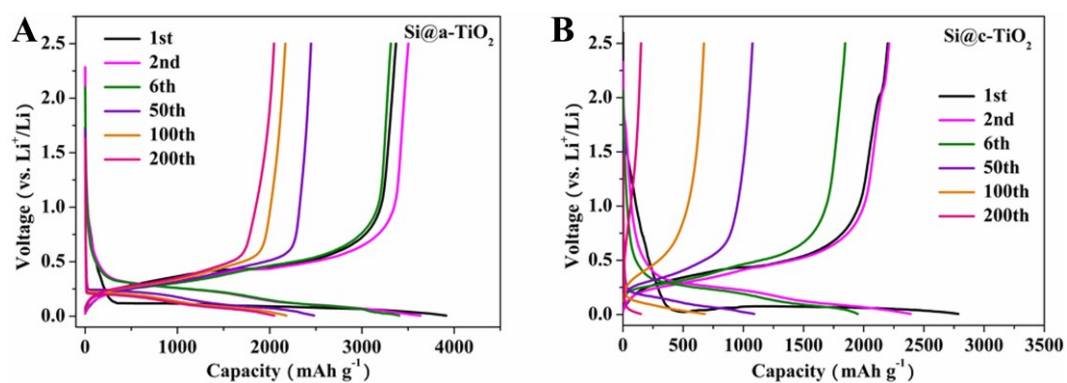 A
Si@a-TiO₂
1st
2nd
6th
50th
100th
200th
2.5
2.0
1.5
1.0
0.5
0.0
Voltage (vs. Li⁺/Li)
0
1000
2000
3000
4000
Capacity (mAh g⁻¹)
B
Si@c-TiO₂
1st
2nd
6th
50th
100th
200th
2.5
2.0
1.5
1.0
0.5
0.0
Voltage (vs. Li⁺/Li)
0
500
1000
1500
2000
2500
3000
3500
Capacity (mAh g⁻¹)